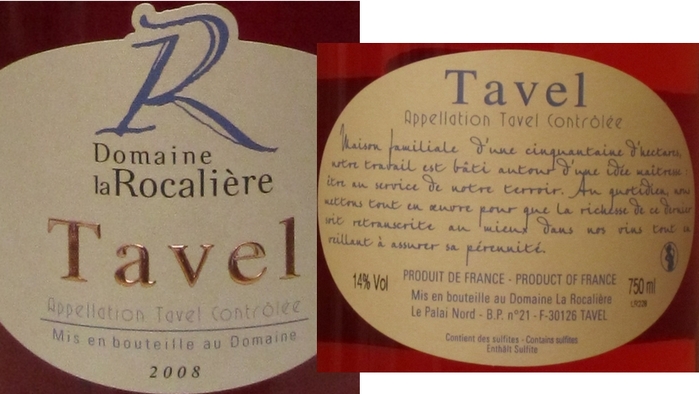 R
Domaine
la Rocalière
Tavel
Appellation Tavel Contrôlée
Mis en bouteille au Domaine
2008
Tavel
Appellation Tavel Contrôlée
Maison familiale d'une cinquantaine d'hectares,
notre travail est bâti autour d'une idée maîtresse :
être au service de notre terroir. Au quotidien, nous
mettons tout en œuvre pour que la richesse de ce dernier
soit retranscrite au mieux dans nos vins tout en
veillant à assurer sa pérennité.
14% Vol
PRODUIT DE FRANCE - PRODUCT OF FRANCE
750 ml
Mis en bouteille au Domaine La Rocalière
Le Palai Nord - B.P. n°21 - F-30126 TAVEL
Contient des sulfites - Contains sulfites
Enthält Sulfite